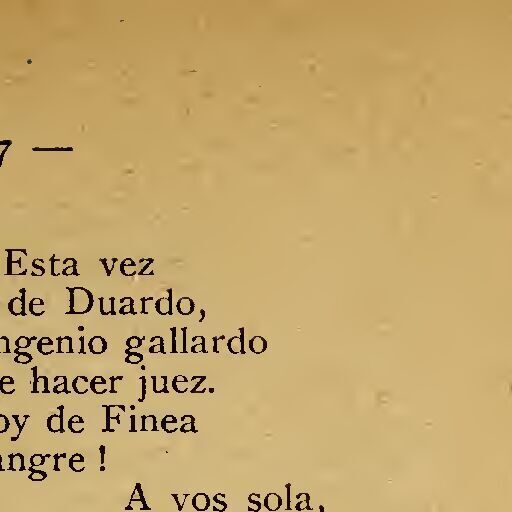 7 —
Esta vez
de Duardo,
ngenio gallardo
e hacer juez.
oy de Finea
angre !
A vos sola,